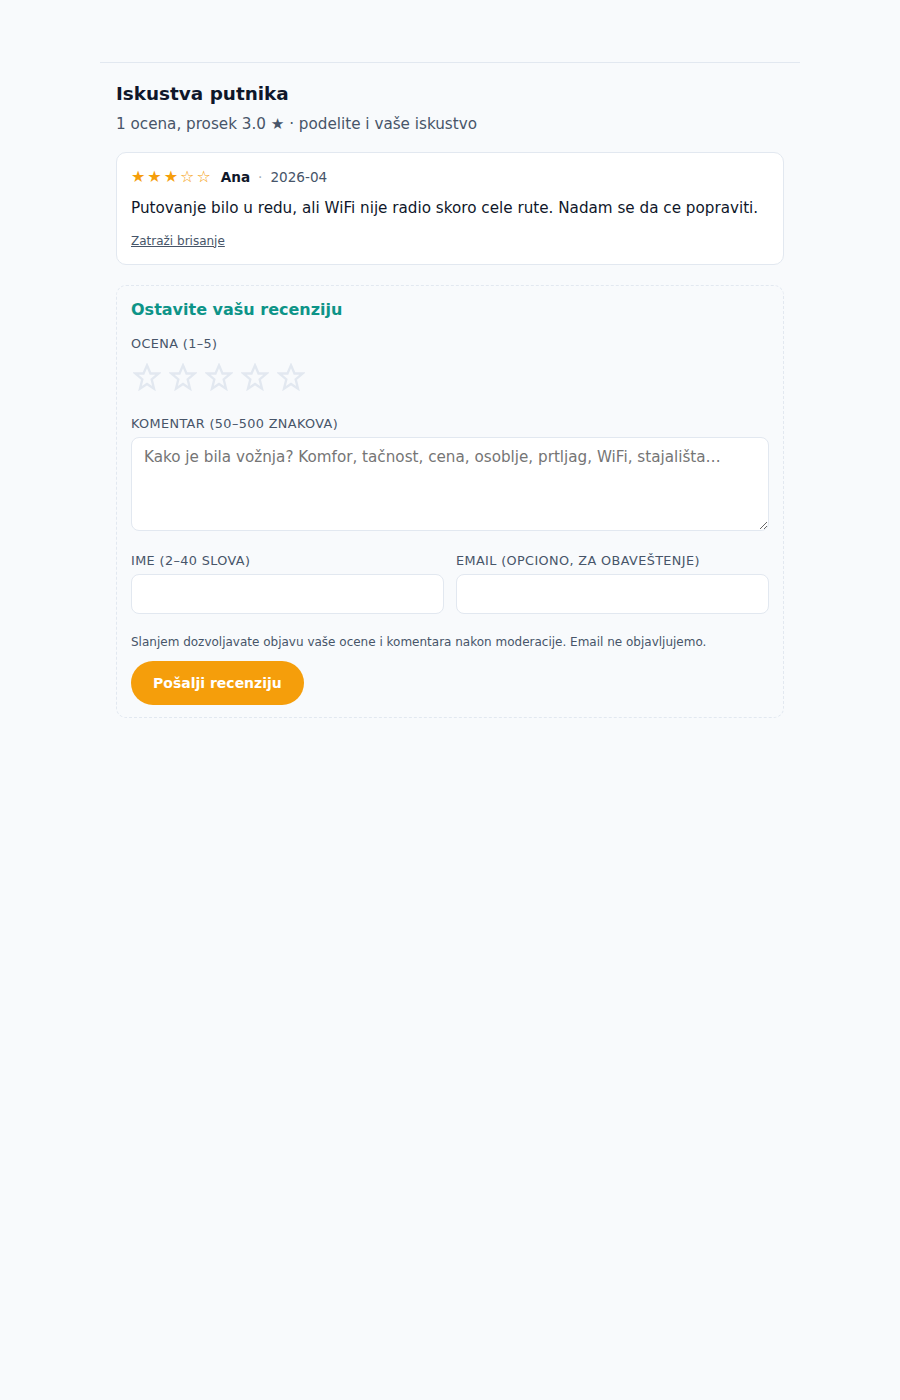 Iskustva putnika
1 ocena, prosek 3.0 ★ · podelite i vaše iskustvo
★★★☆☆ Ana · 2026-04
Putovanje bilo u redu, ali WiFi nije radio skoro cele rute. Nadam se da ce popraviti.
Zatraži brisanje
Ostavite vašu recenziju
OCENA (1–5)
KOMENTAR (50–500 ZNAKOVA)
Kako je bila vožnja? Komfor, tačnost, cena, osoblje, prtljag, WiFi, stajališta…
IME (2–40 SLOVA) EMAIL (OPCIONO, ZA OBAVEŠTENJE)
Slanjem dozvoljavate objavu vaše ocene i komentara nakon moderacije. Email ne objavljujemo.
Pošalji recenziju